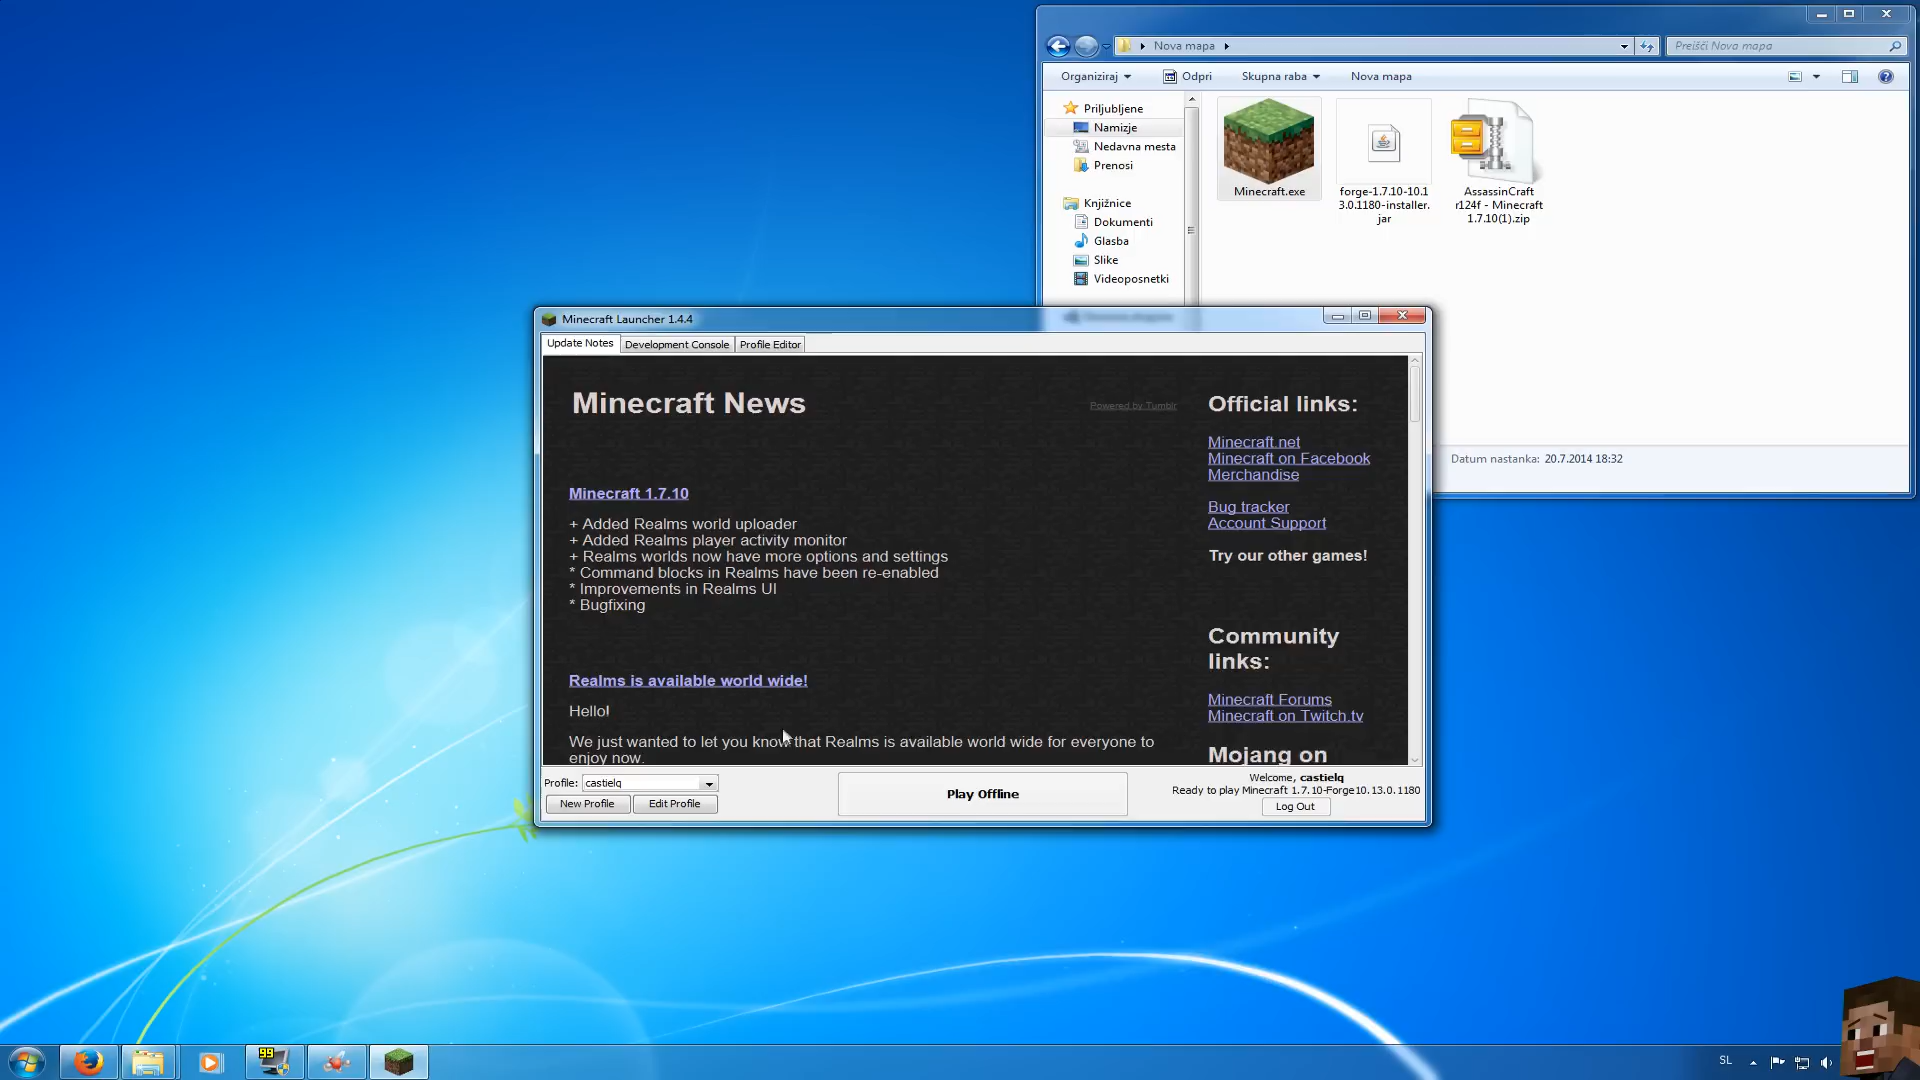 Nova mapa
Preišči Nova mapa
Organiziraj
Odpri
Skupna raba
Nova mapa
Priljubljene
Namizje
Nedavna mesta
Prenosi
Knjižnice
Dokumenti
Glasba
Slike
Videoposnetki
Minecraft.exe
forge-1.7.10-10.1
3.0.1180-installer.
jar
AssassinCraft
r124f - Minecraft
1.7.10(1).zip
Datum nastanka: 20.7.2014 18:32
Minecraft Launcher 1.4.4
Update Notes
Development Console
Profile Editor
Minecraft News
Powered by Tumblr
Minecraft 1.7.10
+ Added Realms world uploader
+ Added Realms player activity monitor
+ Realms worlds now have more options and settings
* Command blocks in Realms have been re-enabled
* Improvements in Realms UI
* Bugfixing
Realms is available world wide!
Hello!
We just wanted to let you know that Realms is available world wide for everyone to
enjoy now.
Official links:
Minecraft.net
Minecraft on Facebook
Merchandise
Bug tracker
Account Support
Try our other games!
Community
links:
Minecraft Forums
Minecraft on Twitch.tv
Mojang on
Profile: castielq
New Profile
Edit Profile
Play Offline
Welcome, castielq
Ready to play Minecraft 1.7.10-Forge10.13.0.1180
Log Out
99
SL